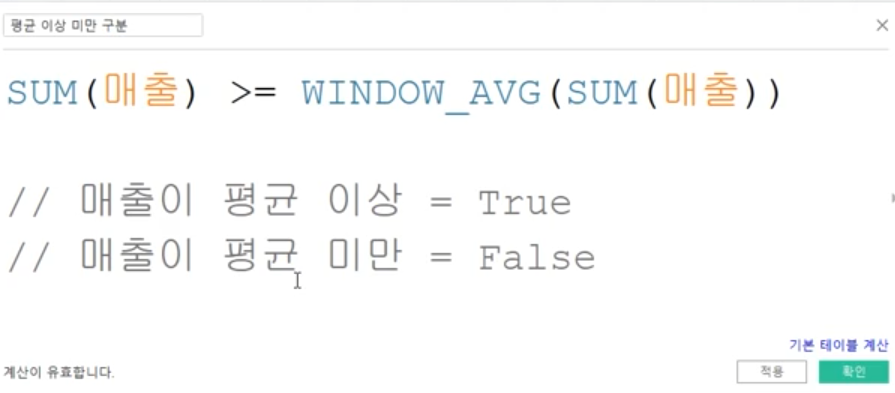 평균 이상 미만 구분
SUM(매출) >= WINDOW_AVG(SUM(매출))
// 매출이 평균 이상 = True
// 매출이 평균 미만 = False
기본 테이블 계산
계산이 유효합니다.
적용
확인